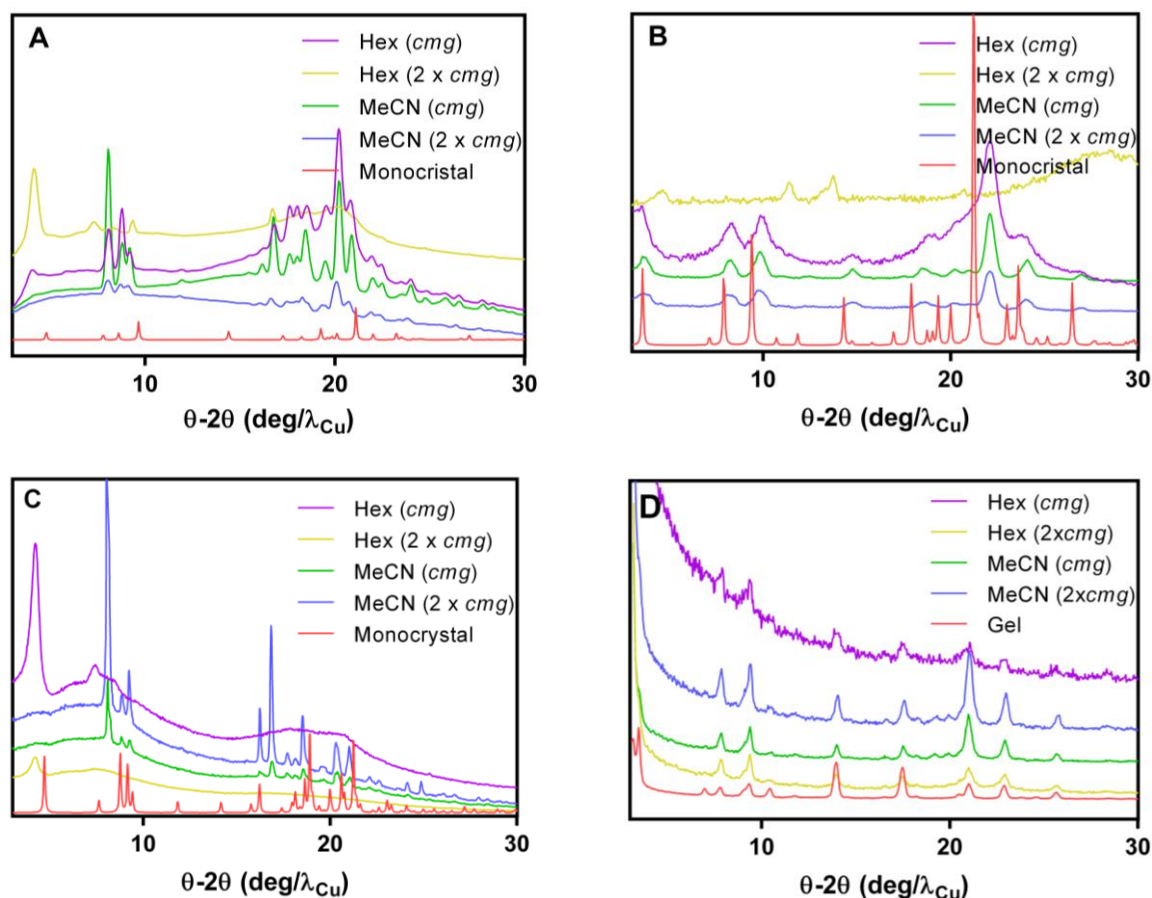 A
Hex (cmg)
Hex (2 x cmg)
MeCN (cmg)
MeCN (2 x cmg)
Monocristal
10
20
30
θ-2θ (deg/λCu)
B
Hex (cmg)
Hex (2 x cmg)
MeCN (cmg)
MeCN (2 x cmg)
Monocristal
10
20
30
θ-2θ (deg/λCu)
C
Hex (cmg)
Hex (2 x cmg)
MeCN (cmg)
MeCN (2 x cmg)
Monocrystal
10
20
30
θ-2θ (deg/λCu)
D
Hex (cmg)
Hex (2xcmg)
MeCN (cmg)
MeCN (2xcmg)
Gel
10
20
30
θ-2θ (deg/λCu)